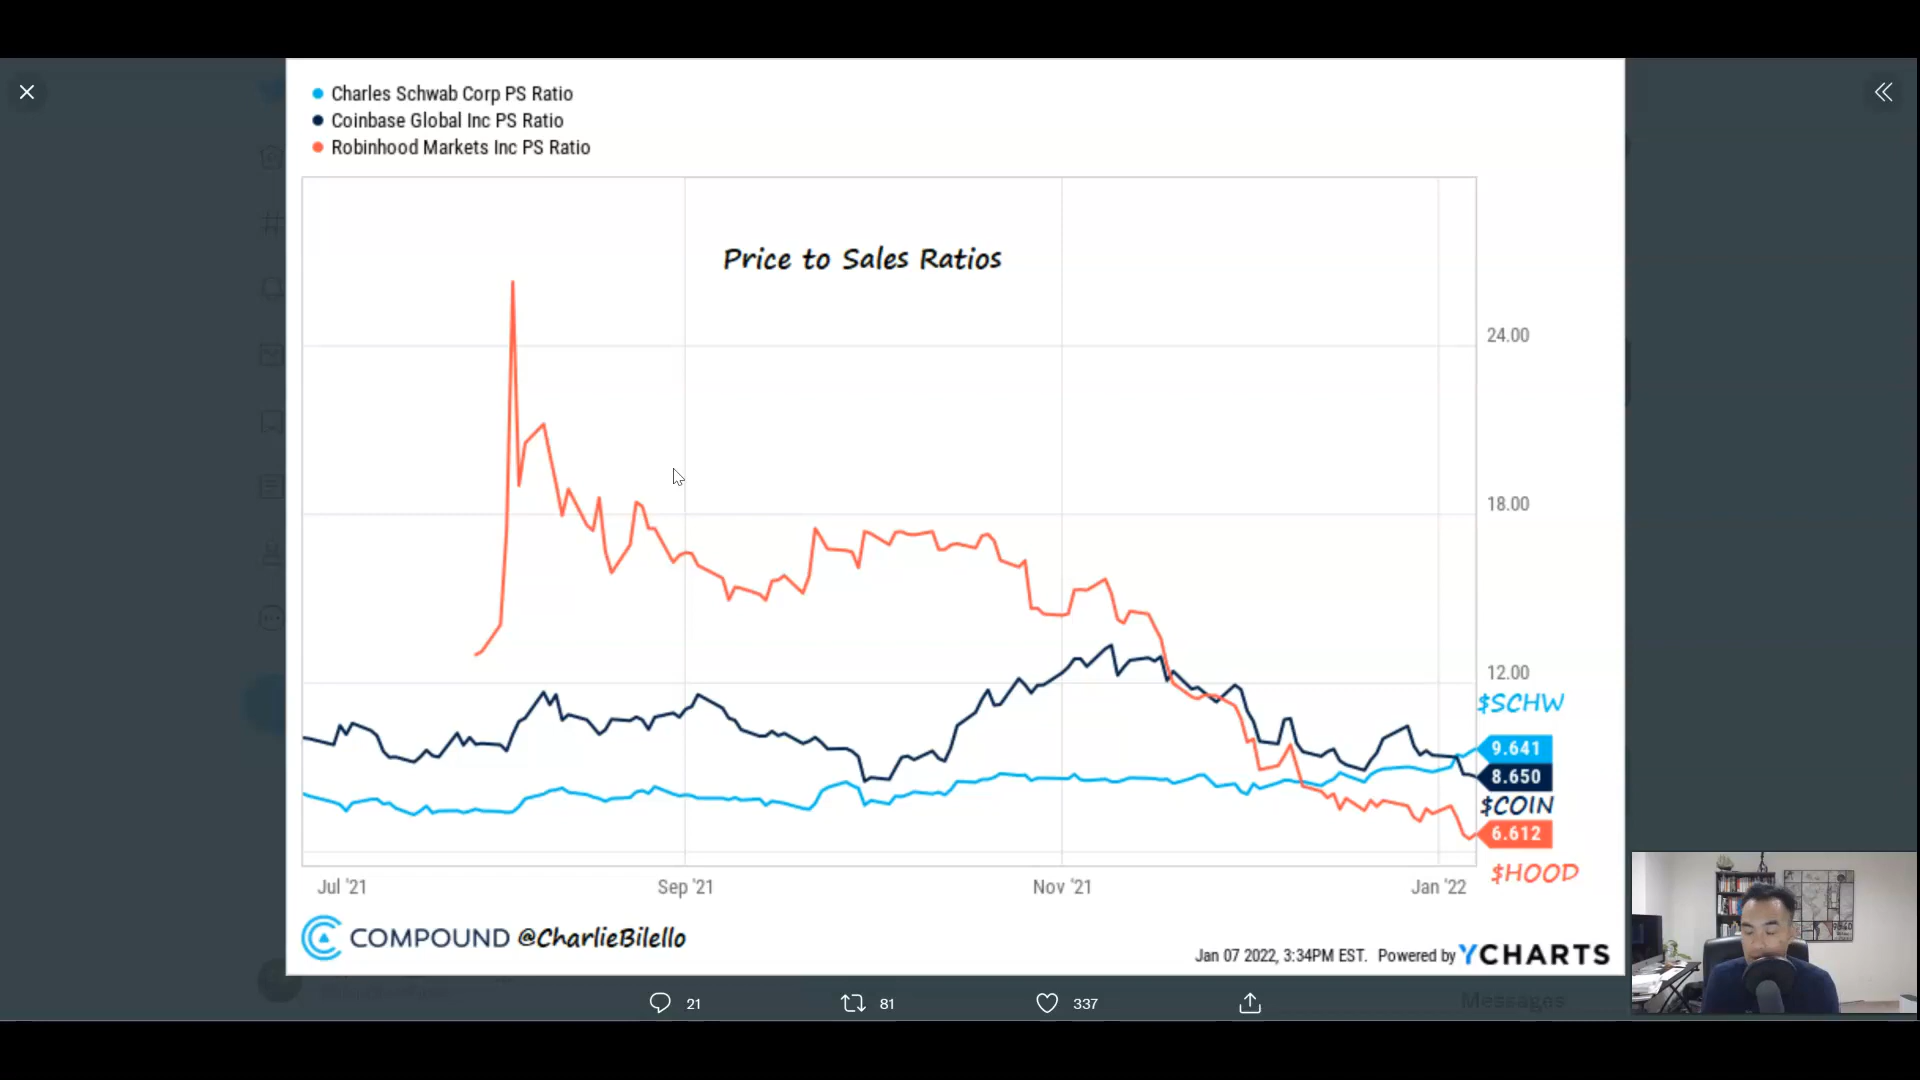 Charles Schwab Corp PS Ratio
Coinbase Global Inc PS Ratio
Robinhood Markets Inc PS Ratio
Price to Sales Ratios
24.00
18.00
12.00
$SCHW
9.641
8.650
$COIN
6.612
$HOOD
Jul '21 Sep '21 Nov '21 Jan '22
COMPOUND @CharlieBilello
Jan 07 2022, 3:34PM EST. Powered by YCHARTS
21 81 337
Messages